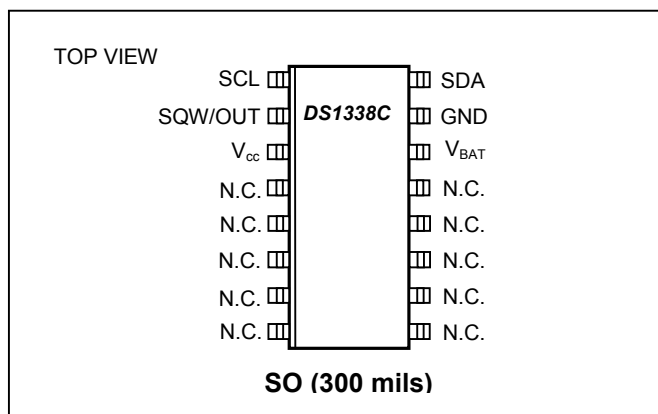 TOP VIEW
SCL SDA
SQW/OUT DS1338C GND
Vcc VBAT
N.C. N.C.
N.C. N.C.
N.C. N.C.
N.C. N.C.
N.C. N.C.
SO (300 mils)